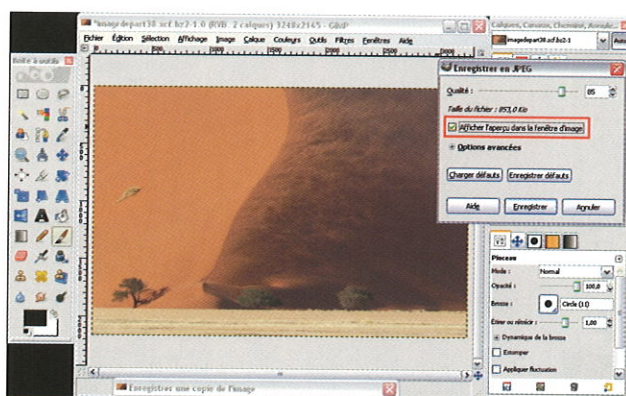 *imagedepart38.xcf.bz2-1.0 (RVB, 2 calques) 3248x2165 - GIMP
Fichier Édition Sélection Affichage Image Calque Couleurs Outils Filtres Fenêtres Aide
Boîte à outils
Calques, Canaux, Chemins, Annuler...
imagedepart38.xcf.bz2-1
Auto
Enregistrer en JPEG
Qualité :
85
Taille du fichier : 853,0 Kio
Afficher l'aperçu dans la fenêtre d'image
Options avancées
Charger défauts
Enregistrer défauts
Aide
Enregistrer
Annuler
Pinceau
Mode :
Normal
Opacité :
100,0
Brosse :
Circle (11)
Étirer ou rétrécir :
1,00
Dynamique de la brosse
Estomper
Appliquer fluctuation
Enregistrer une copie de l'image